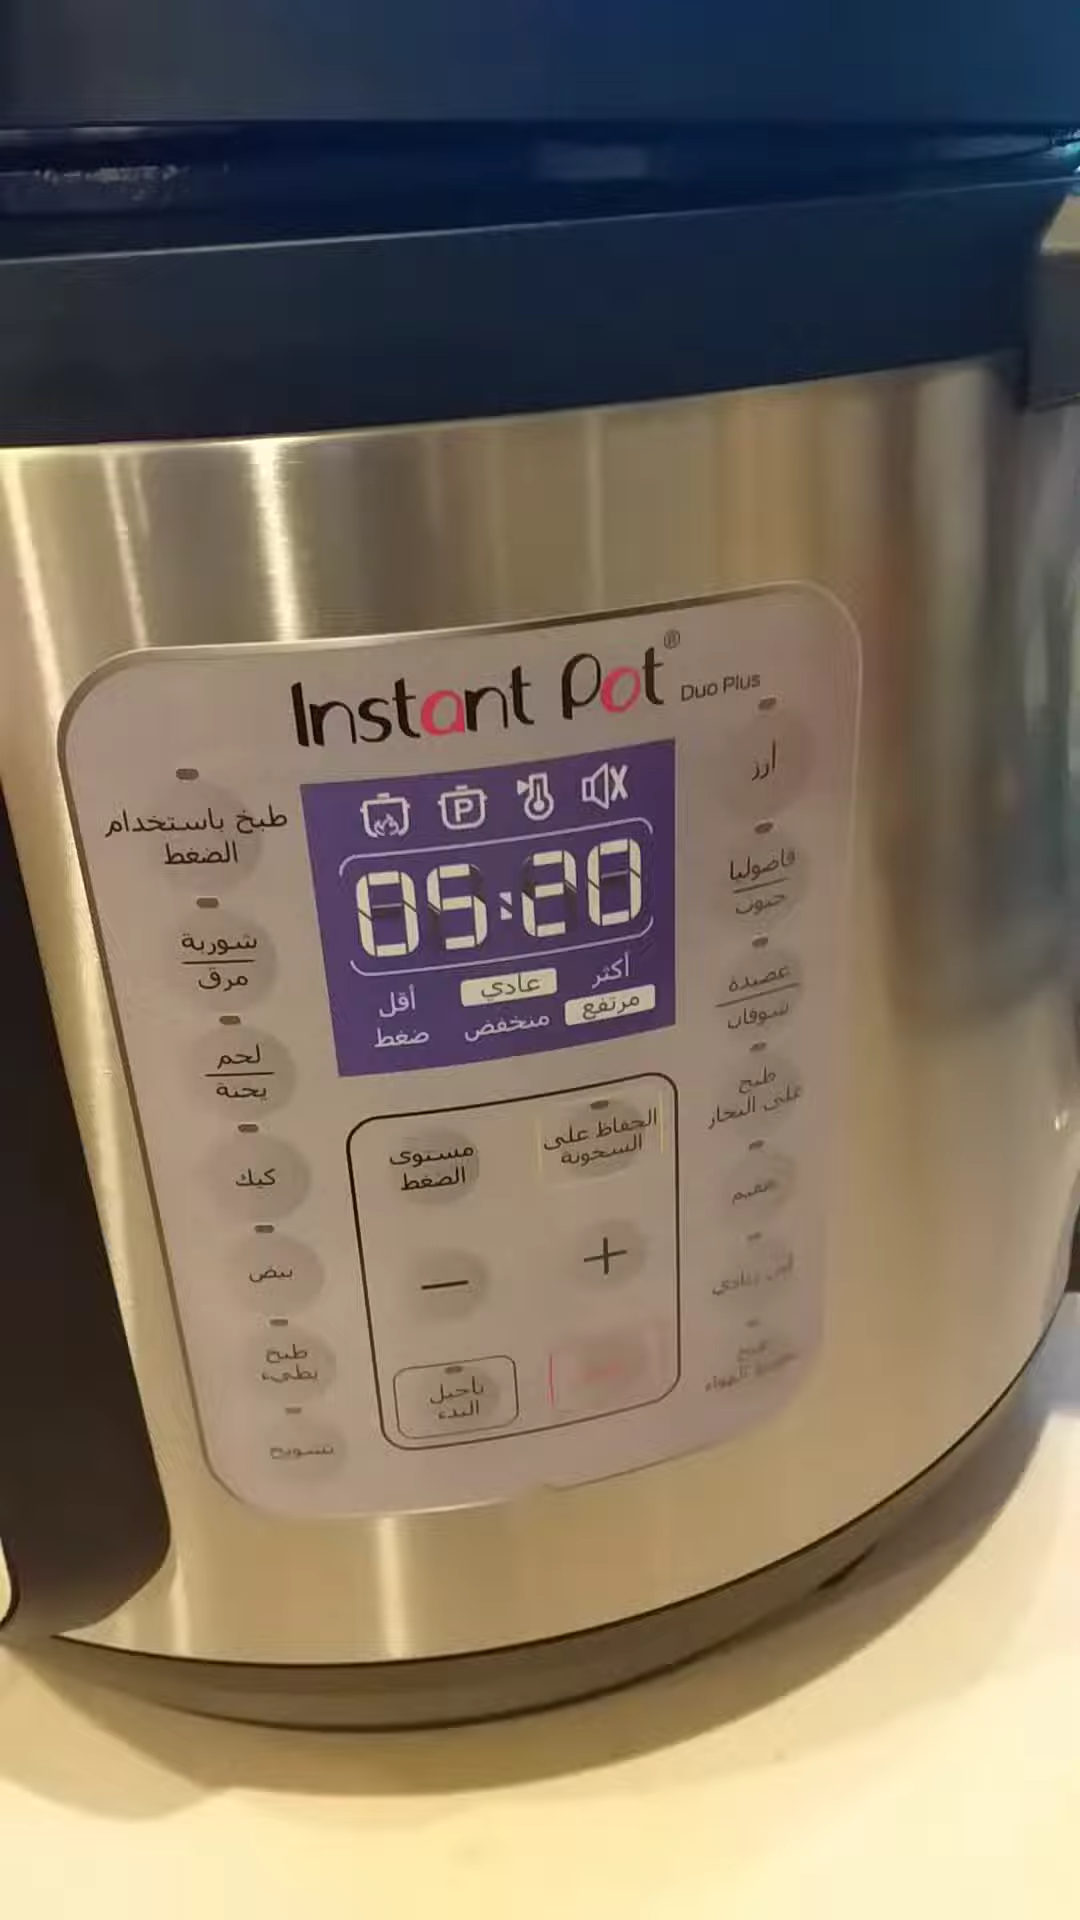 Instant Pot® Duo Plus
طبخ باستخدام
الضغط
شوربة
مرق
لحم
يخنة
كيك
بيض
طبخ
بطيء
P
05:20
أقل عادي أكثر
ضغط منخفض مرتفع
مستوى
الضغط
الحفاظ على
السخونة
−
+
تأجيل
البدء
أرز
فاصوليا
حبوب
عصيدة
شوفان
طبخ
على البخار
تعقيم